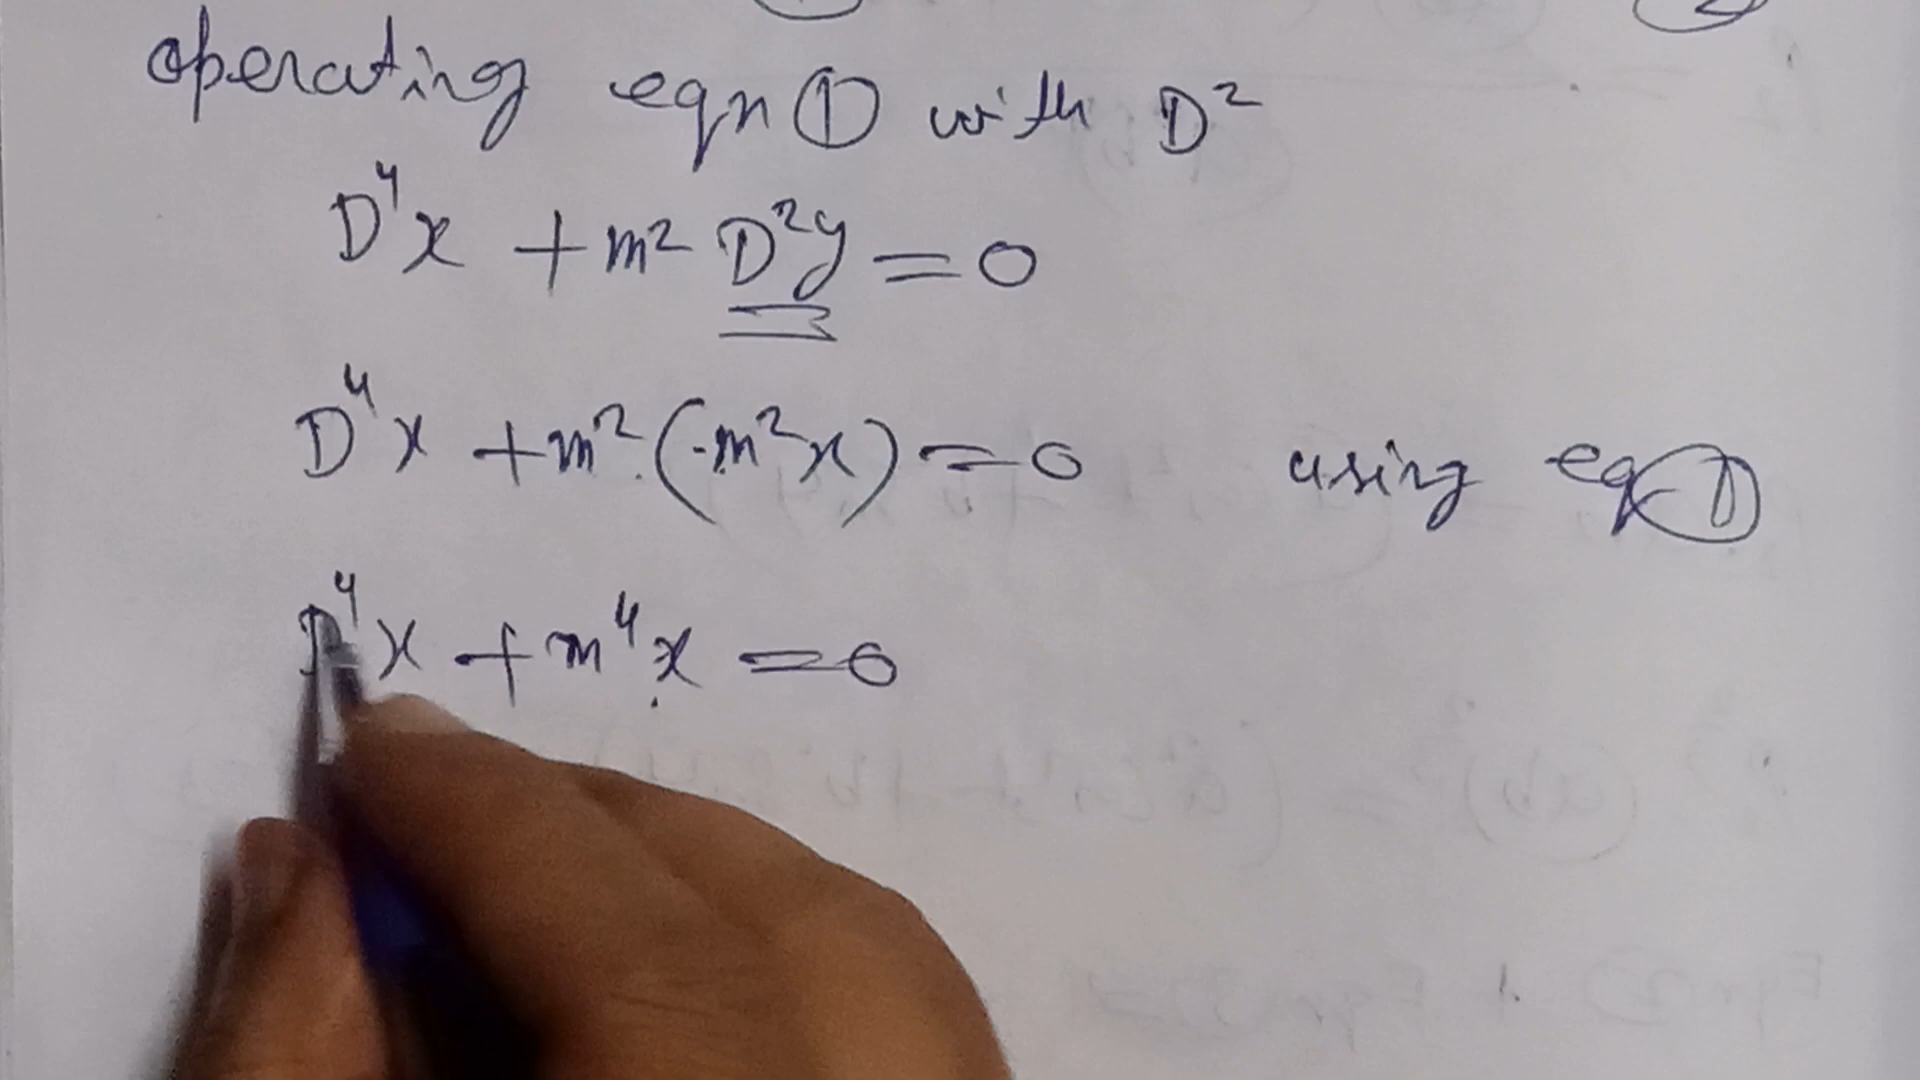 operating eqn ① with D²
D⁴x + m² D²y = 0
D⁴x + m² (-m²x) = 0 using eq ①
D⁴x + m⁴x = 0